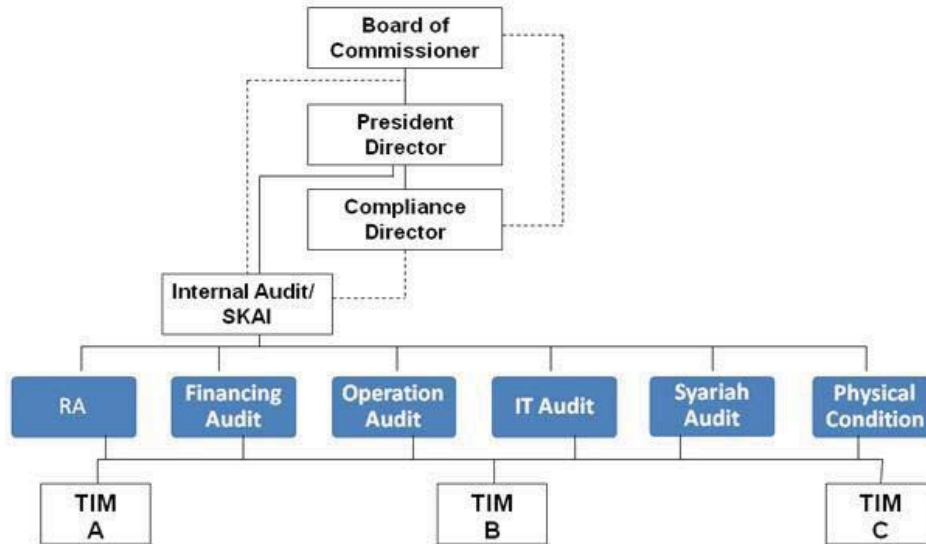 Board of
Commissioner
President
Director
Compliance
Director
Internal Audit/
SKAI
RA
Financing
Audit
Operation
Audit
IT Audit
Syariah
Audit
Physical
Condition
TIM
A
TIM
B
TIM
C